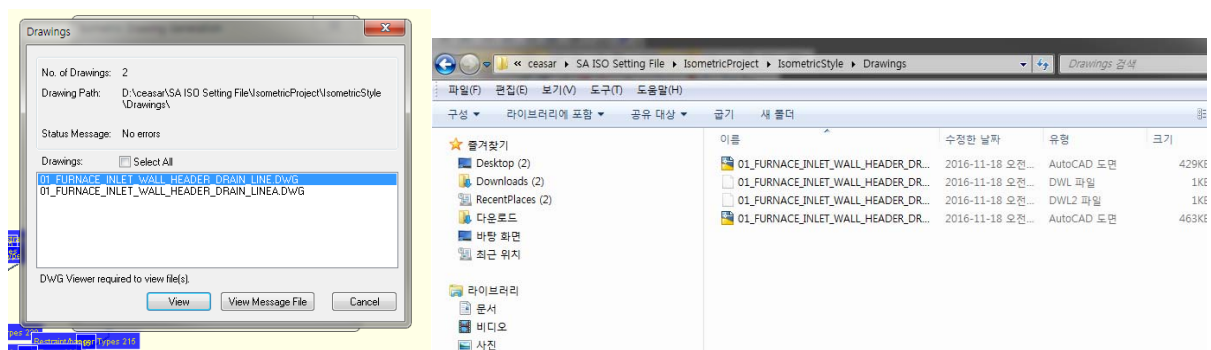 Drawings
No. of Drawings: 2
Drawing Path: D:\ceasar\SA ISO Setting File\IsometricProject\IsometricStyle
\Drawings\
Status Message: No errors
Drawings: Select All
01_FURNACE_INLET_WALL_HEADER_DRAIN_LINE.DWG
01_FURNACE_INLET_WALL_HEADER_DRAIN_LINEA.DWG
DWG Viewer required to view file(s).
View View Message File Cancel
Types 216
« ceasar ▸ SA ISO Setting File ▸ IsometricProject ▸ IsometricStyle ▸ Drawings
Drawings 검색
파일(F) 편집(E) 보기(V) 도구(T) 도움말(H)
구성 ▼ 라이브러리에 포함 ▼ 공유 대상 ▼ 굽기 새 폴더
즐겨찾기
Desktop (2)
Downloads (2)
RecentPlaces (2)
다운로드
바탕 화면
최근 위치
라이브러리
문서
비디오
사진
이름 수정한 날짜 유형 크기
01_FURNACE_INLET_WALL_HEADER_DR... 2016-11-18 오전... AutoCAD 도면 429KB
01_FURNACE_INLET_WALL_HEADER_DR... 2016-11-18 오전... DWL 파일 1KB
01_FURNACE_INLET_WALL_HEADER_DR... 2016-11-18 오전... DWL2 파일 1KB
01_FURNACE_INLET_WALL_HEADER_DR... 2016-11-18 오전... AutoCAD 도면 463KB